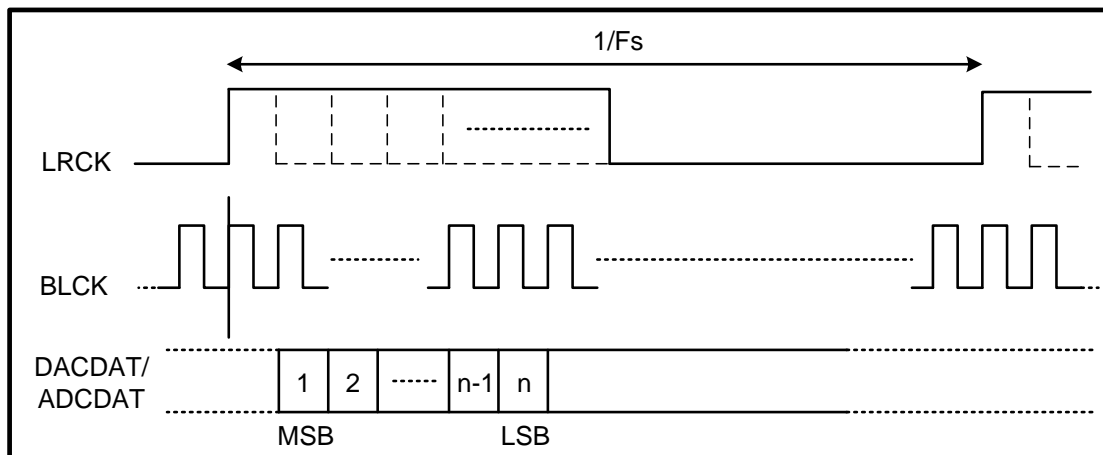 1/Fs
LRCK
BLCK
DACDAT/
ADCDAT
1 2 n-1 n
MSB LSB